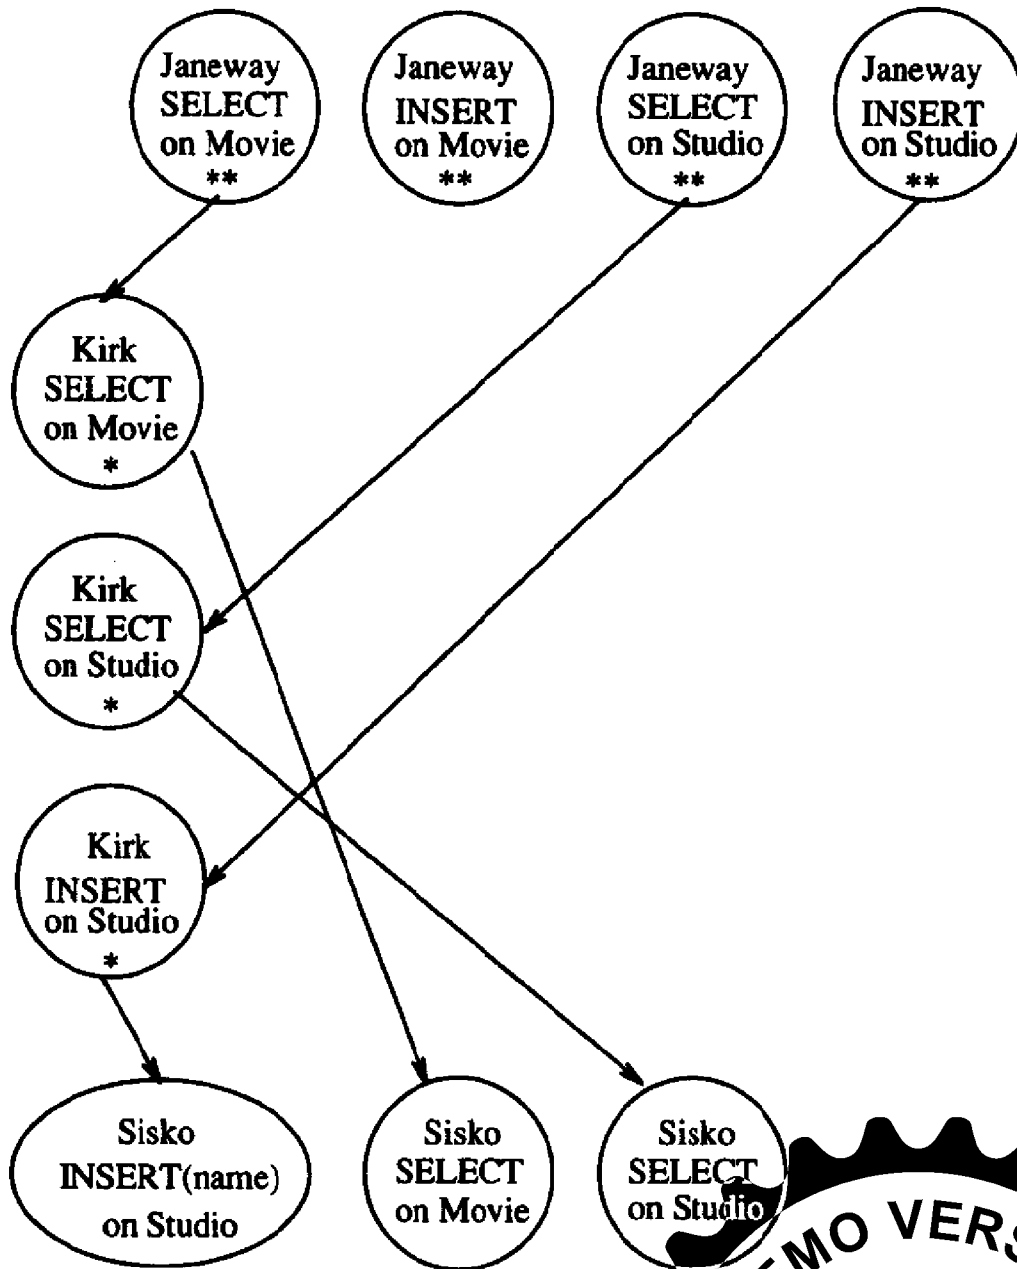 Janeway
SELECT
on Movie
**
Janeway
INSERT
on Movie
**
Janeway
SELECT
on Studio
**
Janeway
INSERT
on Studio
**
Kirk
SELECT
on Movie
*
Kirk
SELECT
on Studio
*
Kirk
INSERT
on Studio
*
Sisko
INSERT(name)
on Studio
Sisko
SELECT
on Movie
Sisko
SELECT
on Studio